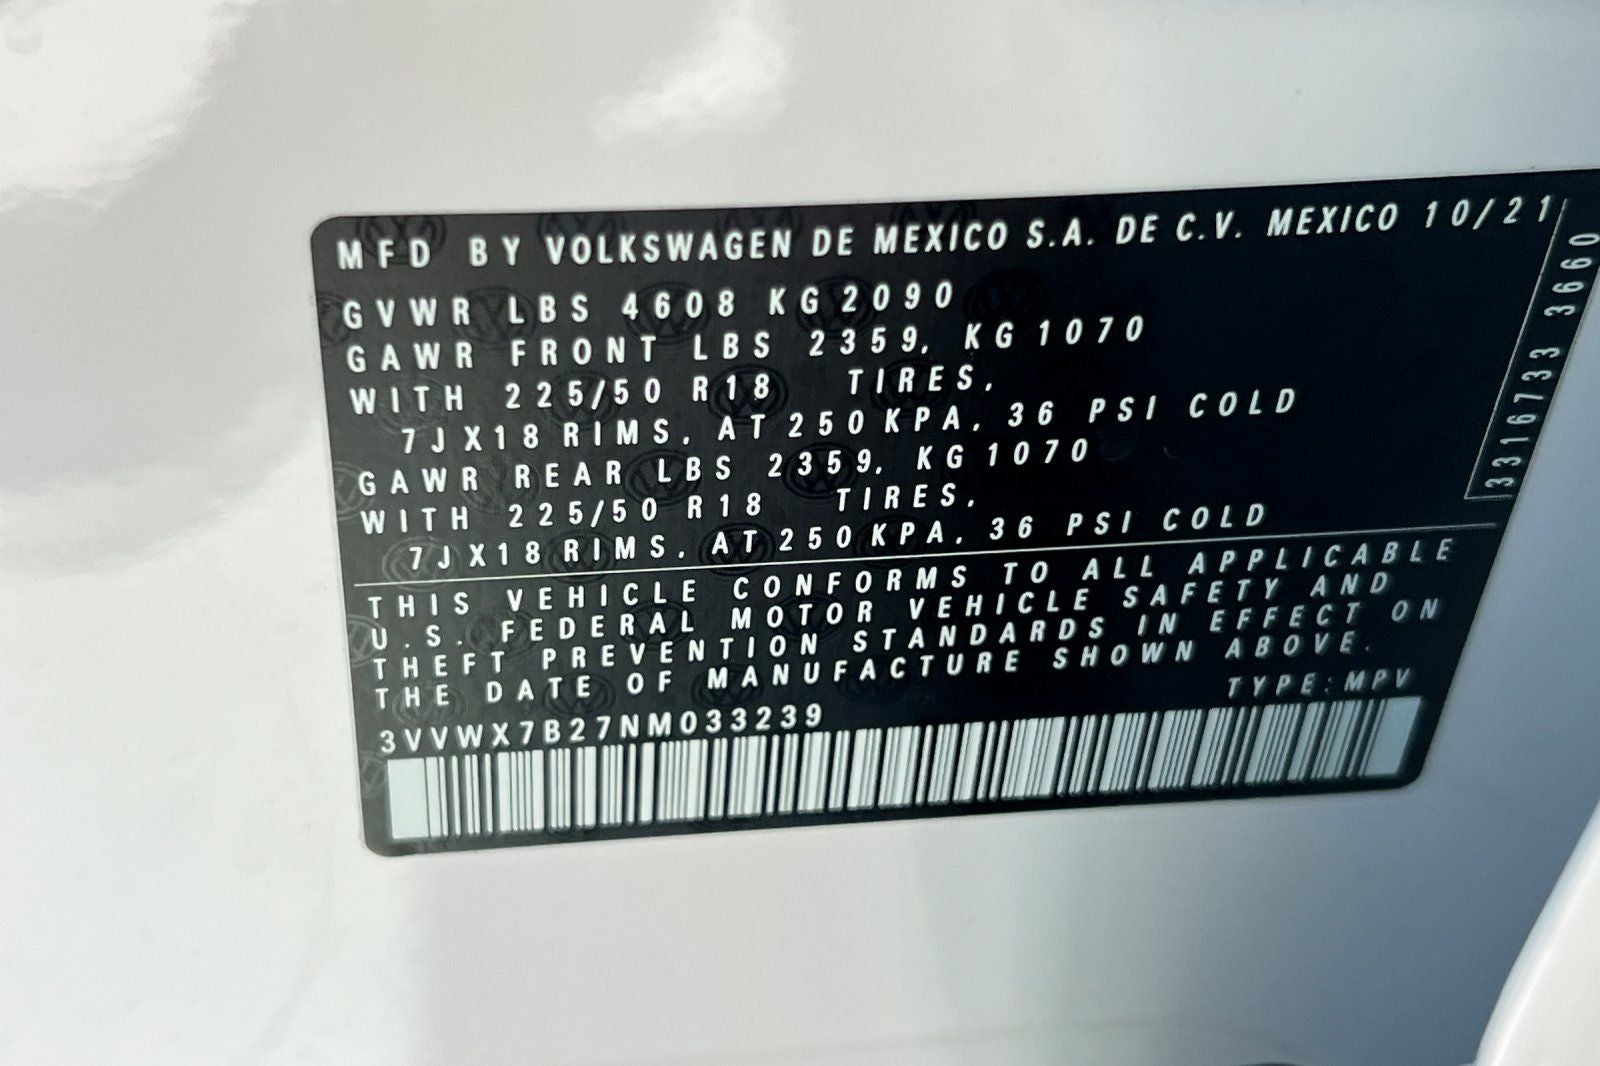 MFD BY VOLKSWAGEN DE MEXICO S.A. DE C.V. MEXICO 10/21
GVWR LBS 4608 KG 2090
GAWR FRONT LBS 2359, KG 1070
WITH 225/50 R18 TIRES,
7JX18 RIMS, AT 250 KPA, 36 PSI COLD
GAWR REAR LBS 2359, KG 1070
WITH 225/50 R18 TIRES,
7JX18 RIMS, AT 250 KPA, 36 PSI COLD
THIS VEHICLE CONFORMS TO ALL APPLICABLE
U.S. FEDERAL MOTOR VEHICLE SAFETY AND
THEFT PREVENTION STANDARDS IN EFFECT ON
THE DATE OF MANUFACTURE SHOWN ABOVE.
3VVWX7B27NM033239 TYPE: MPV
3316733 3660